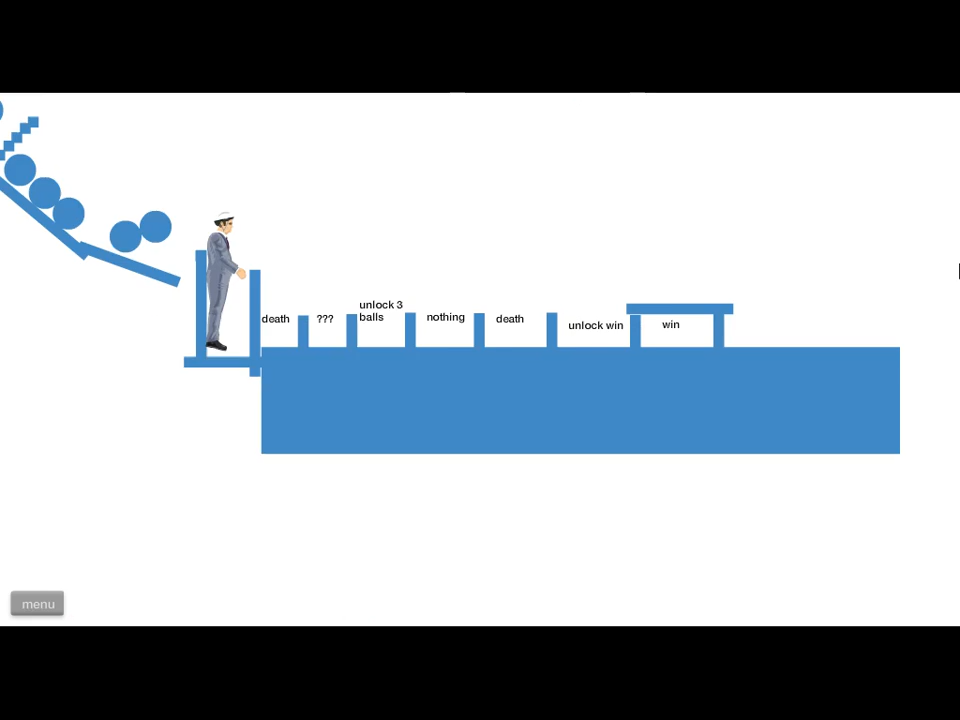 death
???
unlock 3
balls
nothing
death
unlock win
win
menu